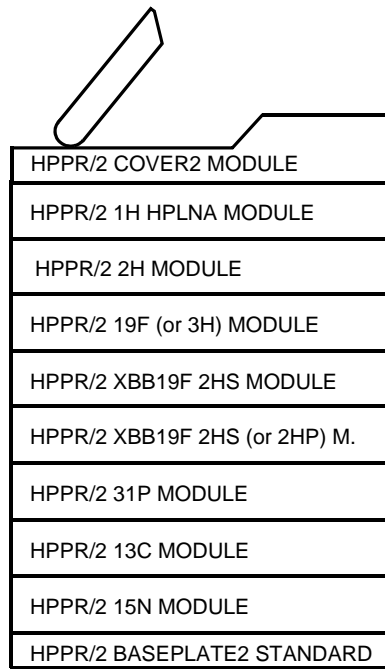 HPPR/2 COVER2 MODULE
HPPR/2 1H HPLNA MODULE
HPPR/2 2H MODULE
HPPR/2 19F (or 3H) MODULE
HPPR/2 XBB19F 2HS MODULE
HPPR/2 XBB19F 2HS (or 2HP) M.
HPPR/2 31P MODULE
HPPR/2 13C MODULE
HPPR/2 15N MODULE
HPPR/2 BASEPLATE2 STANDARD